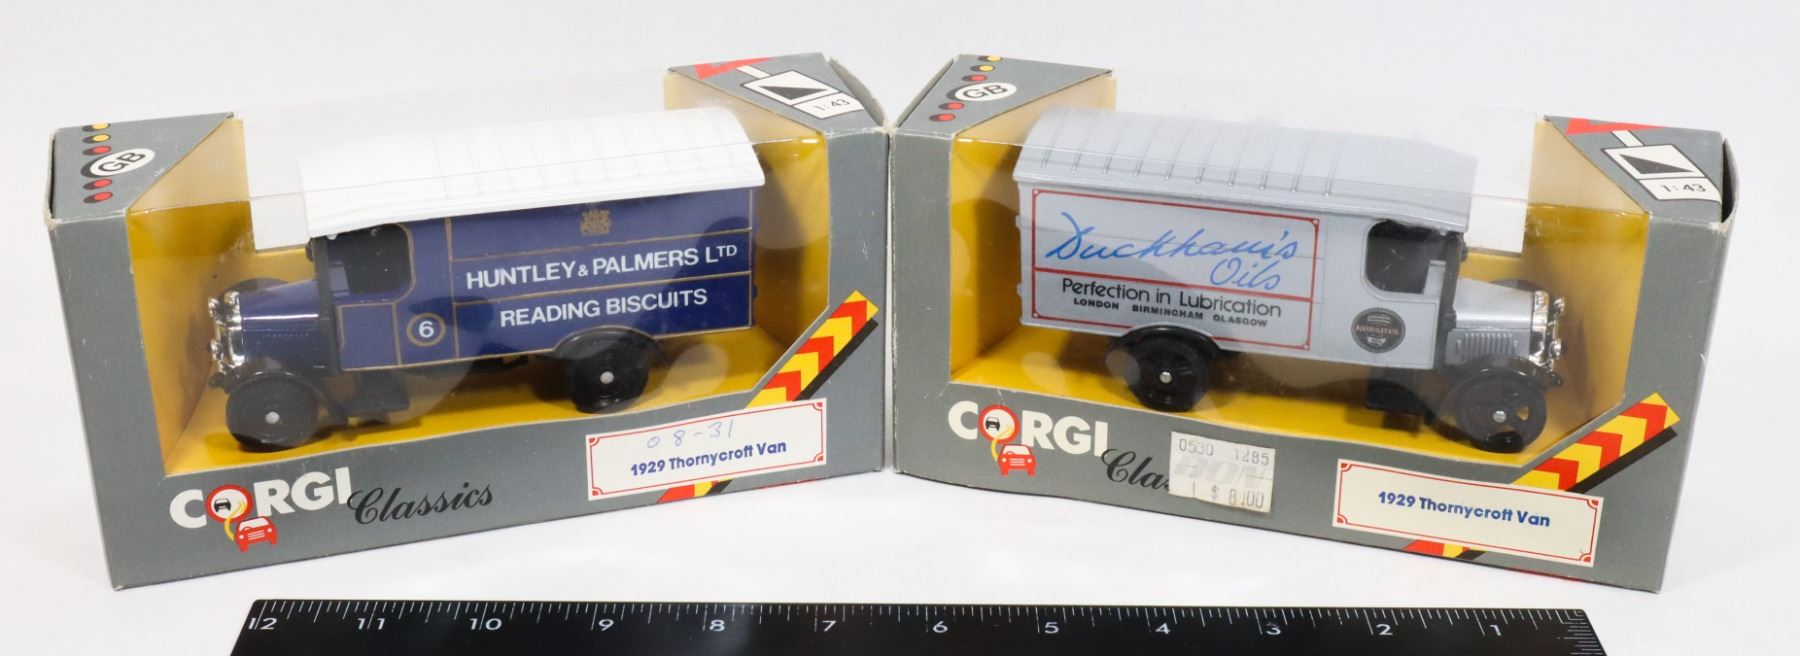 GB
1:43
HUNTLEY & PALMERS LTD
READING BISCUITS
6
CORGI
Classics
08-31
1929 Thornycroft Van
GB
1:43
Duckham's
Oils
Perfection in Lubrication
LONDON BIRMINGHAM GLASGOW
CORGI
0530 1285
$ 8.00
1929 Thornycroft Van
12 11 10 9 8 7 6 5 4 3 2 1